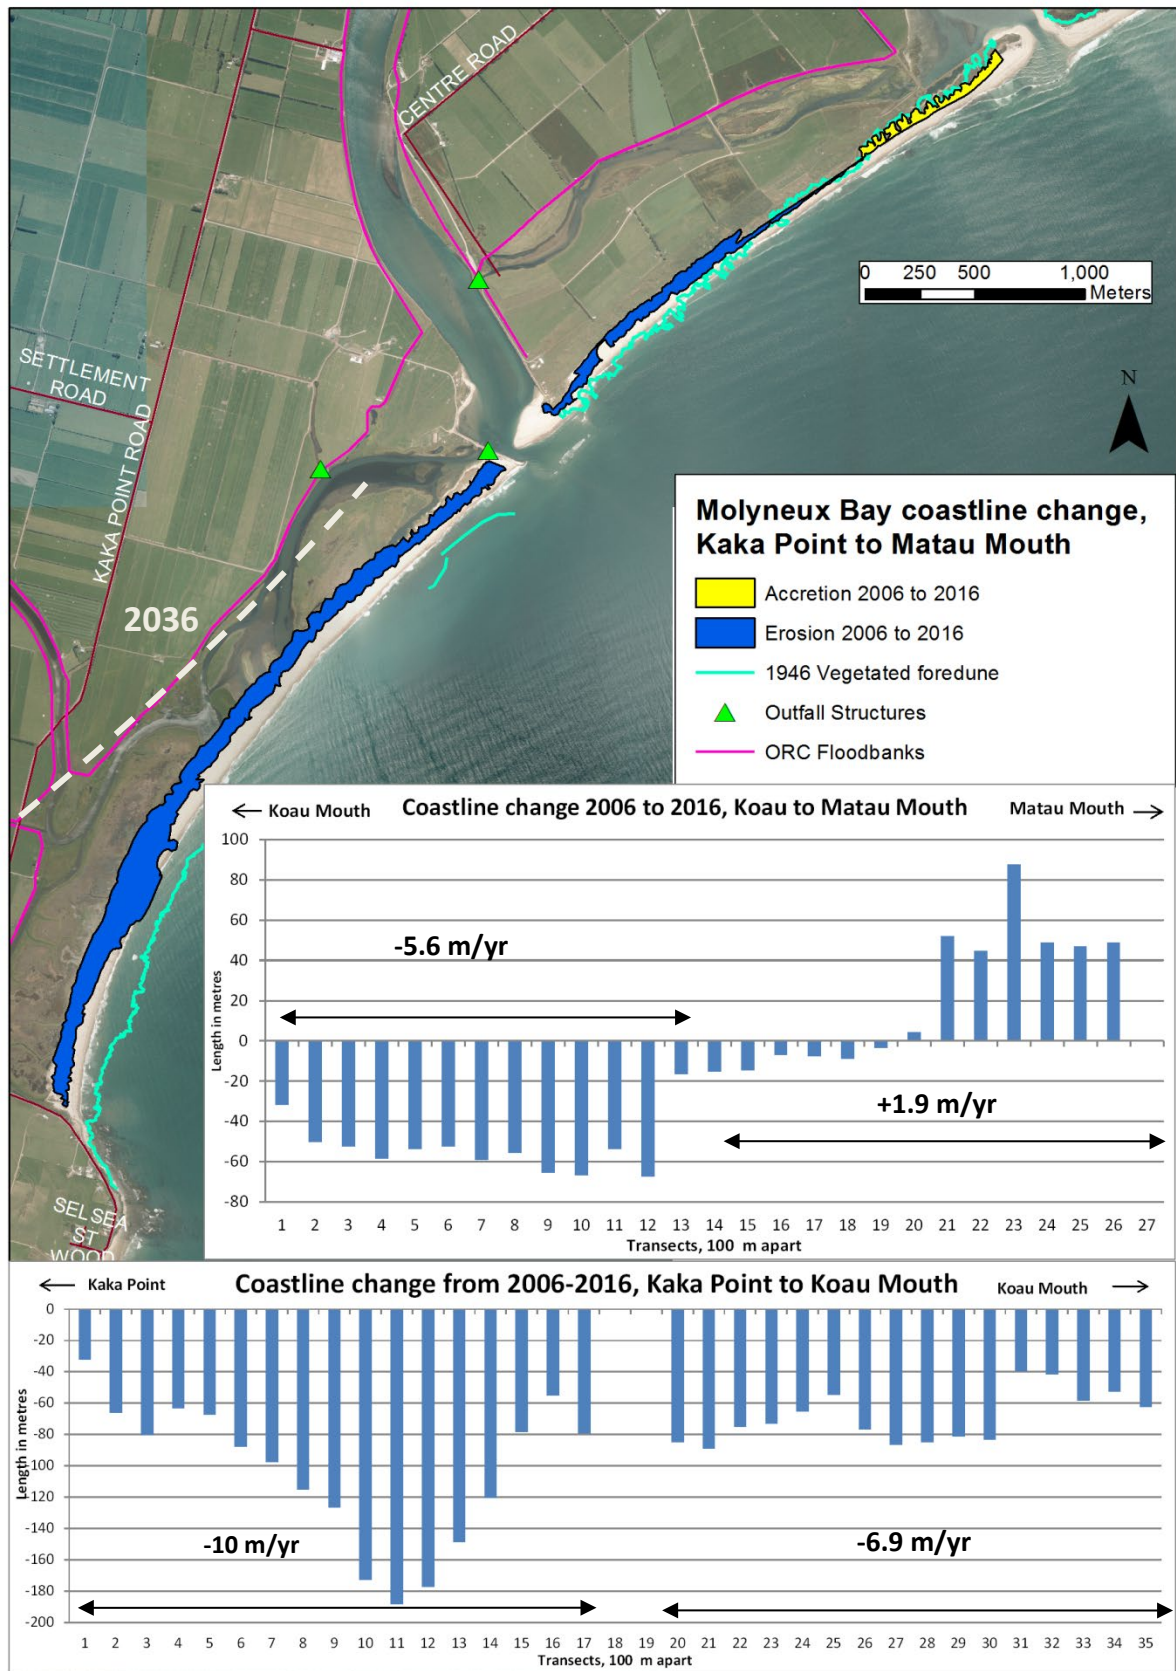 CENTRE ROAD
SETTLEMENT
ROAD
KAKA POINT ROAD
2036
0 250 500 1,000
Meters
N
Molyneux Bay coastline change,
Kaka Point to Matau Mouth
Accretion 2006 to 2016
Erosion 2006 to 2016
1946 Vegetated foredune
Outfall Structures
ORC Floodbanks
SELSEA
ST
WOOD
← Koau Mouth Coastline change 2006 to 2016, Koau to Matau Mouth Matau Mouth →
Length in metres
100
80
60
40
20
0
-20
-40
-60
-80
-5.6 m/yr
+1.9 m/yr
1 2 3 4 5 6 7 8 9 10 11 12 13 14 15 16 17 18 19 20 21 22 23 24 25 26 27
Transects, 100 m apart
← Kaka Point Coastline change from 2006-2016, Kaka Point to Koau Mouth Koau Mouth →
Length in metres
0
-20
-40
-60
-80
-100
-120
-140
-160
-180
-200
-10 m/yr
-6.9 m/yr
1 2 3 4 5 6 7 8 9 10 11 12 13 14 15 16 17 18 19 20 21 22 23 24 25 26 27 28 29 30 31 32 33 34 35
Transects, 100 m apart